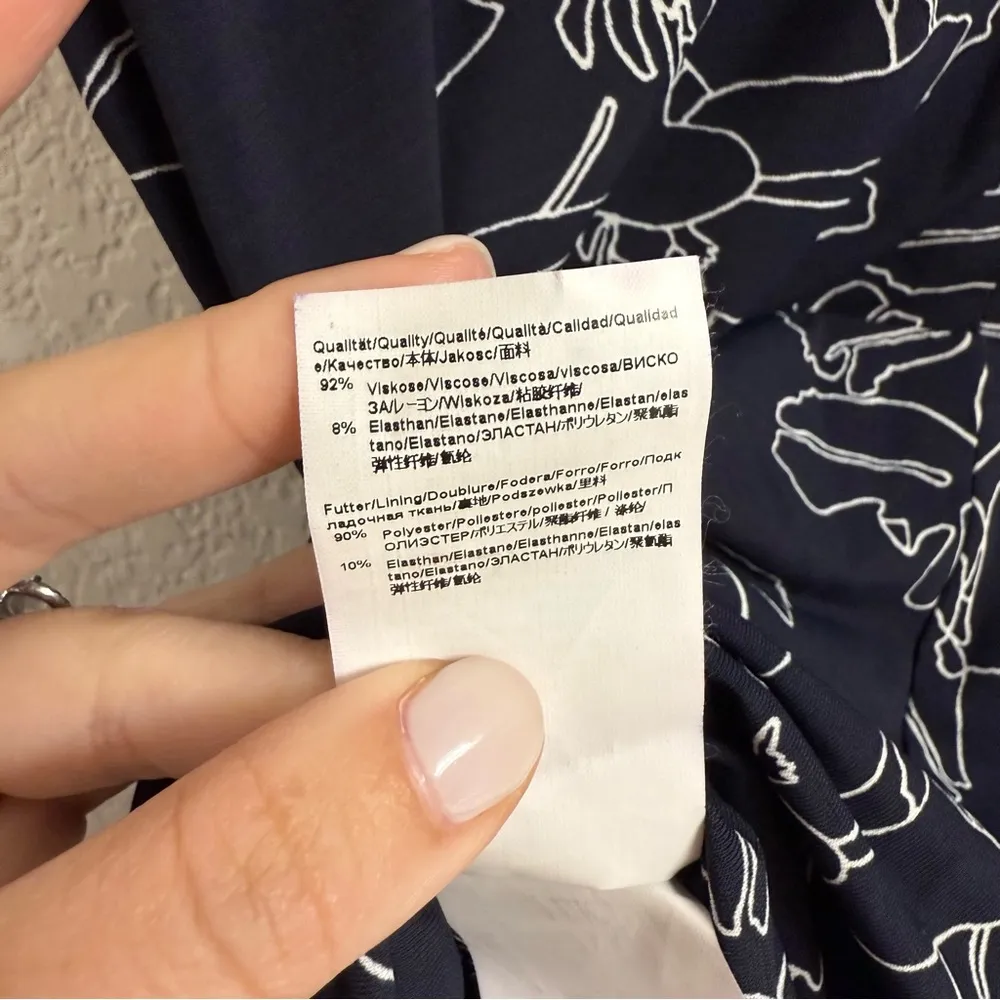 Qualität/Quality/Qualité/Qualità/Calidad/Qualidad
e/Качество/本体/Jakosc/面料
92% Viskose/Viscose/Viscosa/viscosa/ВИСКО
ЗА/レーヨン/Wiskoza/粘胶纤维/
8% Elasthan/Elastane/Elasthanne/Elastan/elas
tano/Elastano/ЭЛАСТАН/ポリウレタン/聚氨酯
弹性纤维/氨纶
Futter/Lining/Doublure/Fodera/Forro/Forro/Подк
ладочная ткань/裏地/Podszewka/里料
90% Polyester/Poliestere/poliester/Poliester/П
ОЛИЭСТЕР/ポリエステル/聚酯纤维/ 涤纶/
10% Elasthan/Elastane/Elasthanne/Elastan/elas
tano/Elastano/ЭЛАСТАН/ポリウレタン/聚氨酯
弹性纤维/氨纶